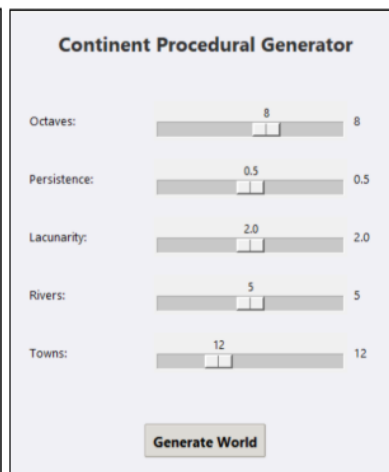 Continent Procedural Generator
8
Octaves: 8
0.5
Persistence: 0.5
2.0
Lacunarity: 2.0
5
Rivers: 5
12
Towns: 12
Generate World